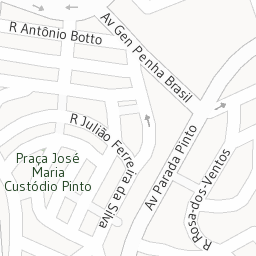 Av Gen Penha Brasil
R Antônio Botto
R Julião Ferreira da Silva
Praça José
Maria
Custódio Pinto
Av Parada Pinto
R Rosa-dos-Ventos